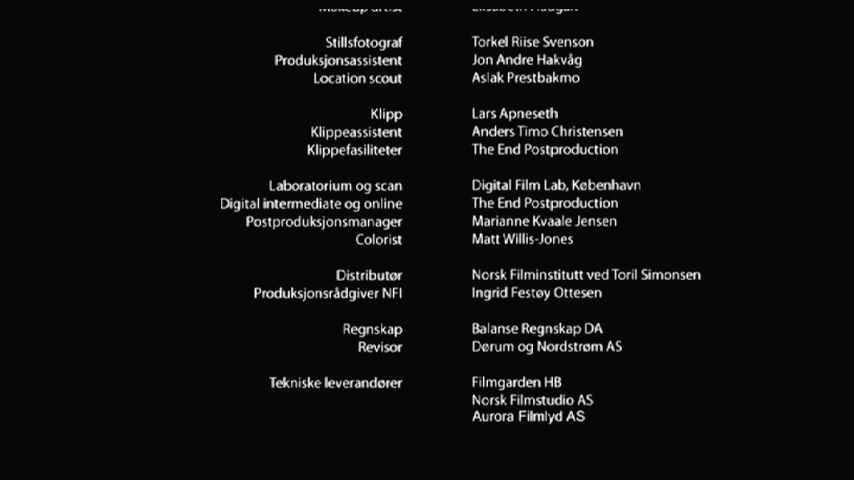 Stillsfotograf Torkel Riise Svenson
Produksjonsassistent Jon Andre Hakvåg
Location scout Aslak Prestbakmo
Klipp Lars Apneseth
Klippeassistent Anders Timo Christensen
Klippefasiliteter The End Postproduction
Laboratorium og scan Digital Film Lab, København
Digital intermediate og online The End Postproduction
Postproduksjonsmanager Marianne Kvaale Jensen
Colorist Matt Willis-Jones
Distributør Norsk Filminstitutt ved Toril Simonsen
Produksjonsrådgiver NFI Ingrid Festøy Ottesen
Regnskap Balanse Regnskap DA
Revisor Dørum og Nordstrøm AS
Tekniske leverandører Filmgarden HB
Norsk Filmstudio AS
Aurora Filmlyd AS